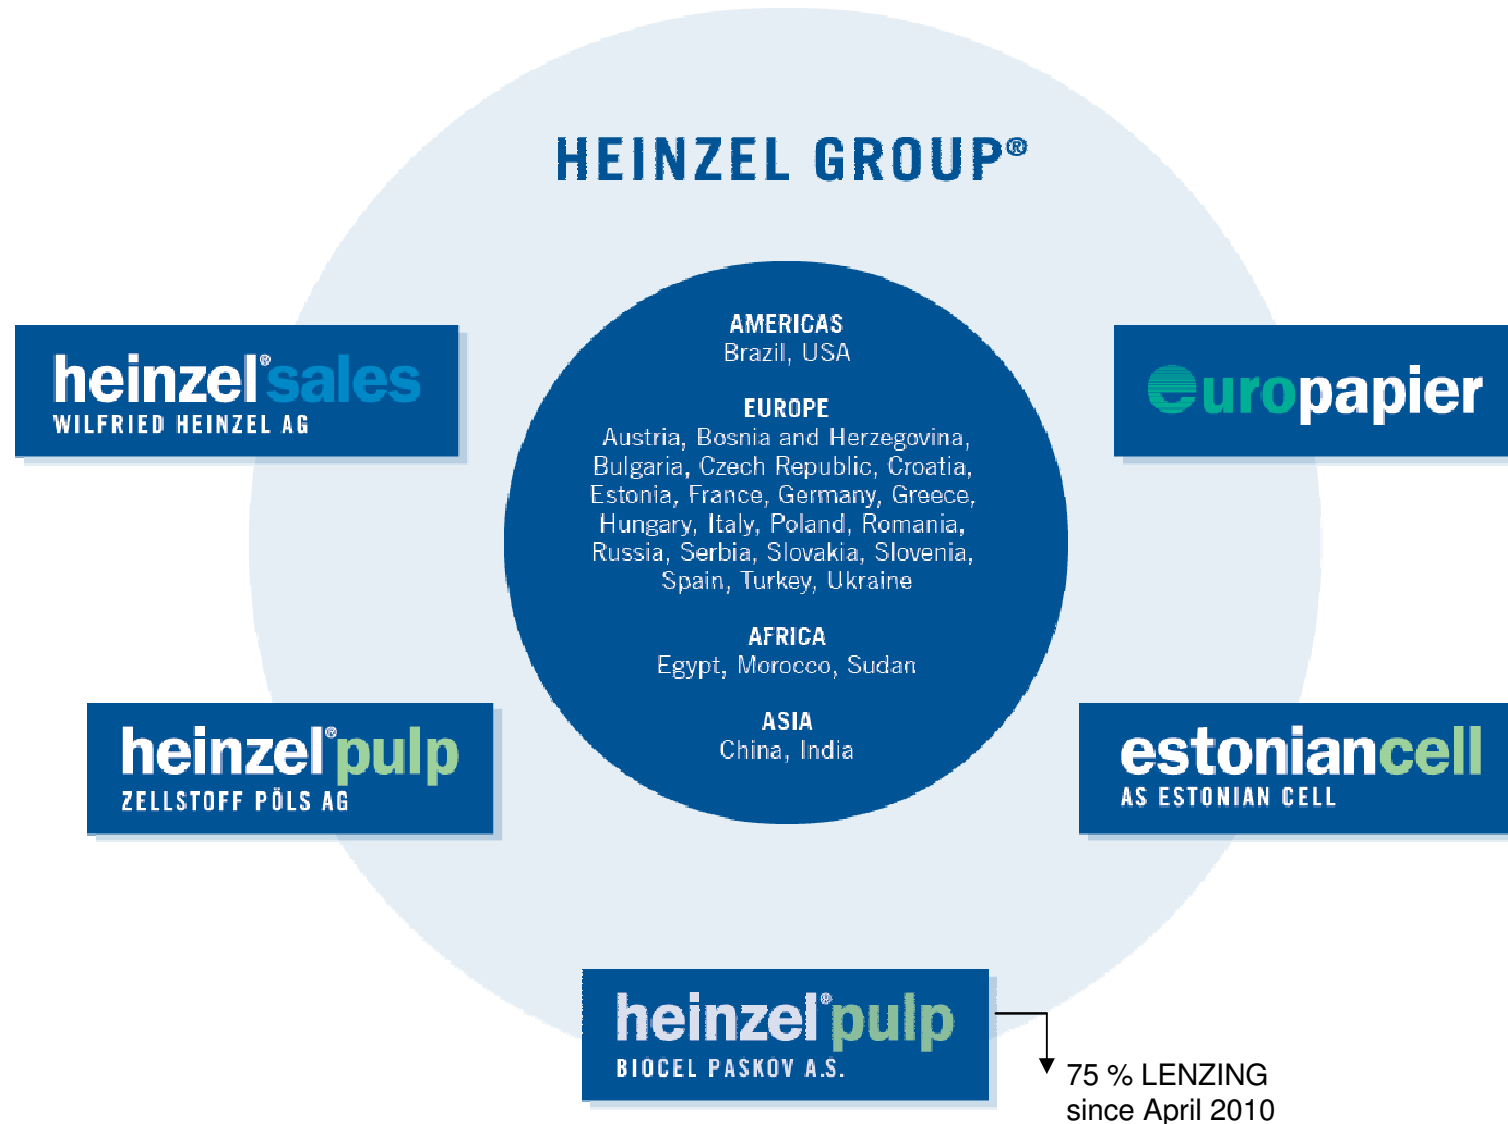 HEINZEL GROUP®
heinzel®sales
WILFRIED HEINZEL AG
europapier
AMERICAS
Brazil, USA
EUROPE
Austria, Bosnia and Herzegovina,
Bulgaria, Czech Republic, Croatia,
Estonia, France, Germany, Greece,
Hungary, Italy, Poland, Romania,
Russia, Serbia, Slovakia, Slovenia,
Spain, Turkey, Ukraine
AFRICA
Egypt, Morocco, Sudan
ASIA
China, India
heinzel®pulp
ZELLSTOFF PÖLS AG
estoniancell
AS ESTONIAN CELL
heinzel®pulp
BIOCEL PASKOV A.S.
75 % LENZING
since April 2010